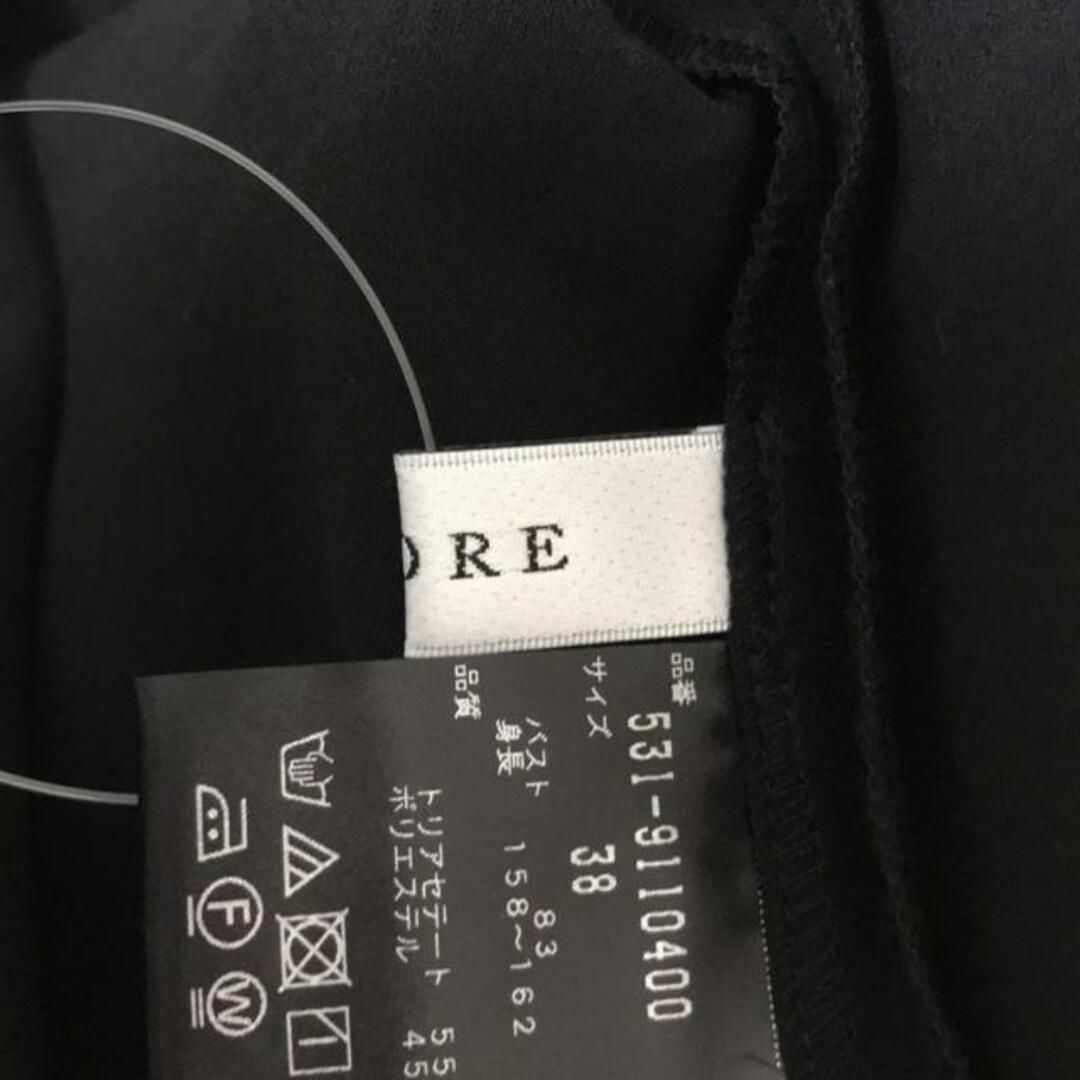 ORE
品番 531-9110400
サイズ 38
バスト 83
身長 158~162
品質 トリアセテート 55
ポリエステル 45
F
W